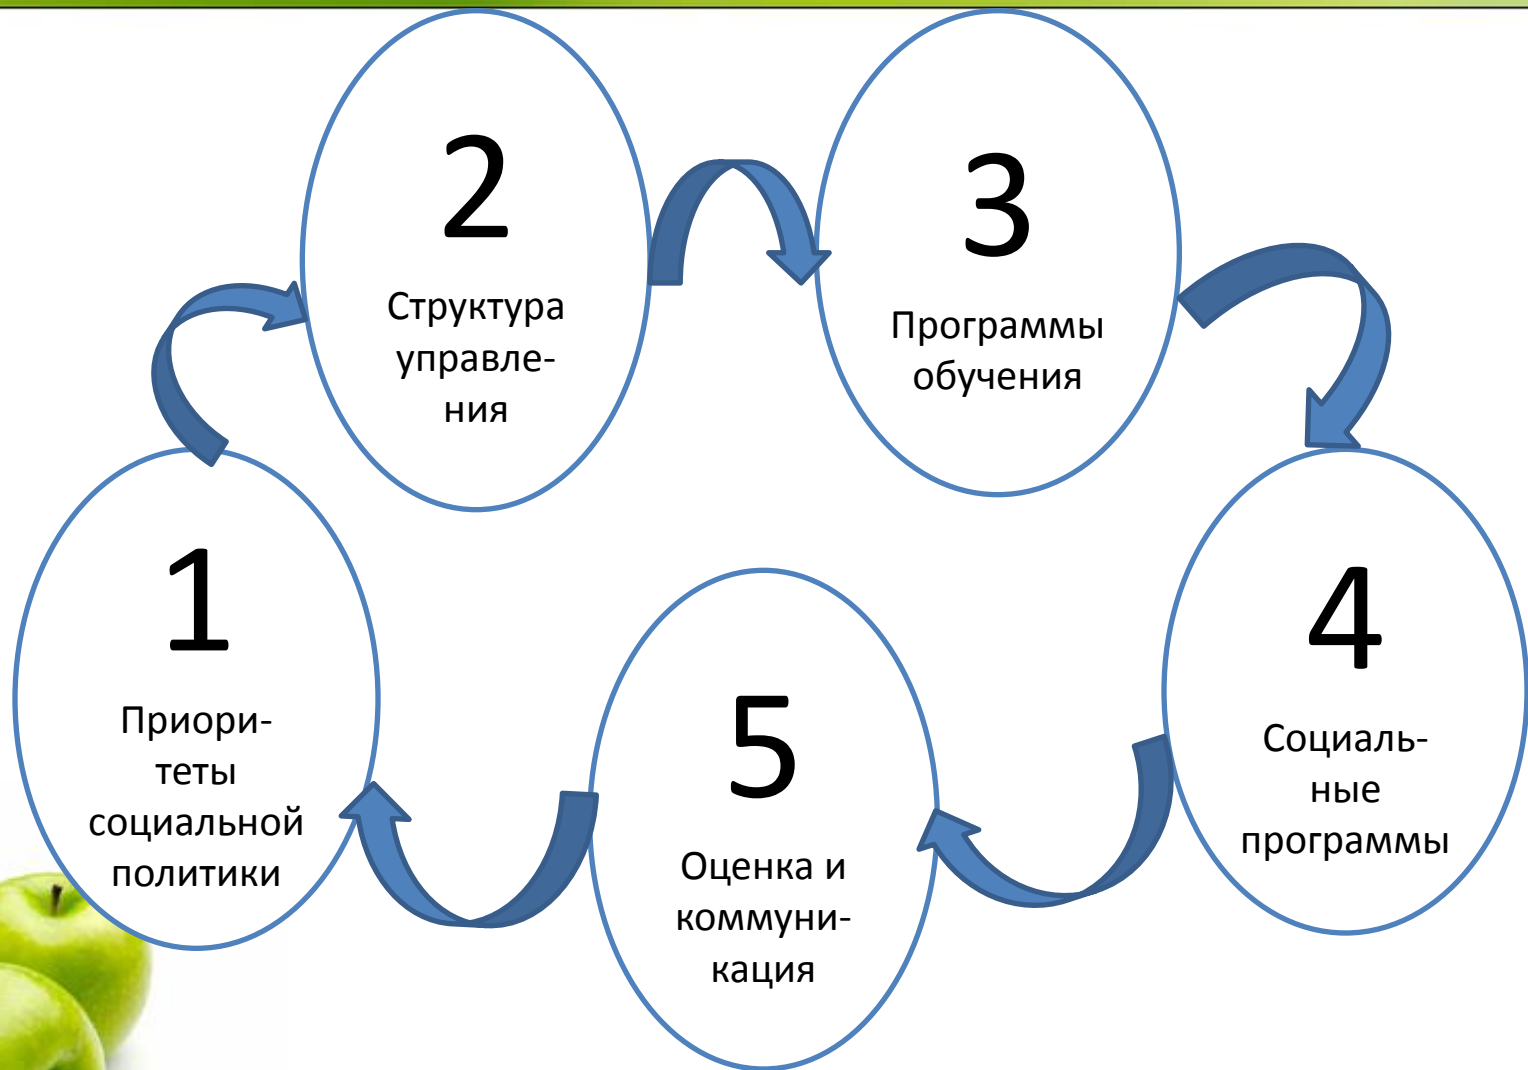 1
Приори-
теты
социальной
политики
2
Структура
управле-
ния
3
Программы
обучения
4
Социаль-
ные
программы
5
Оценка и
коммуни-
кация